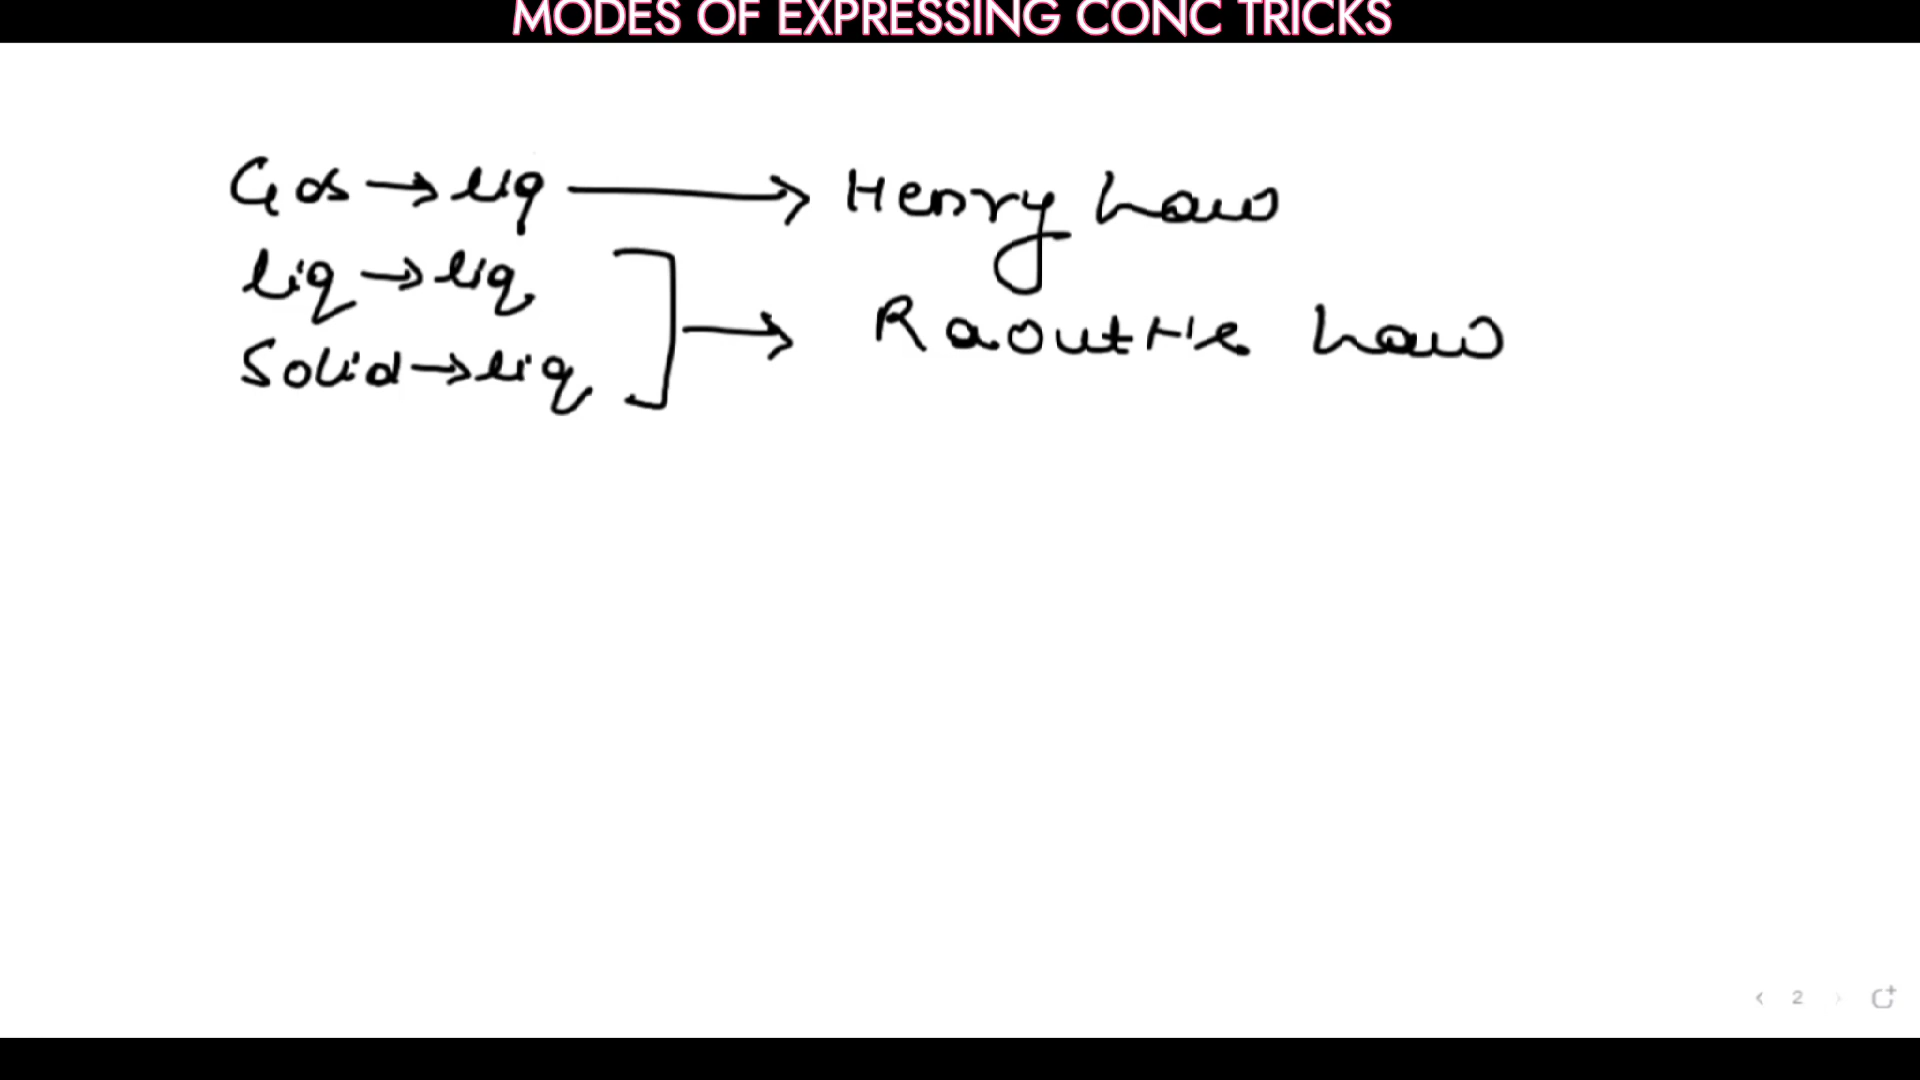 MODES OF EXPRESSING CONC TRICKS
Gas → liq → Henry Law
liq → liq
Solid → liq → Raoult's Law
2